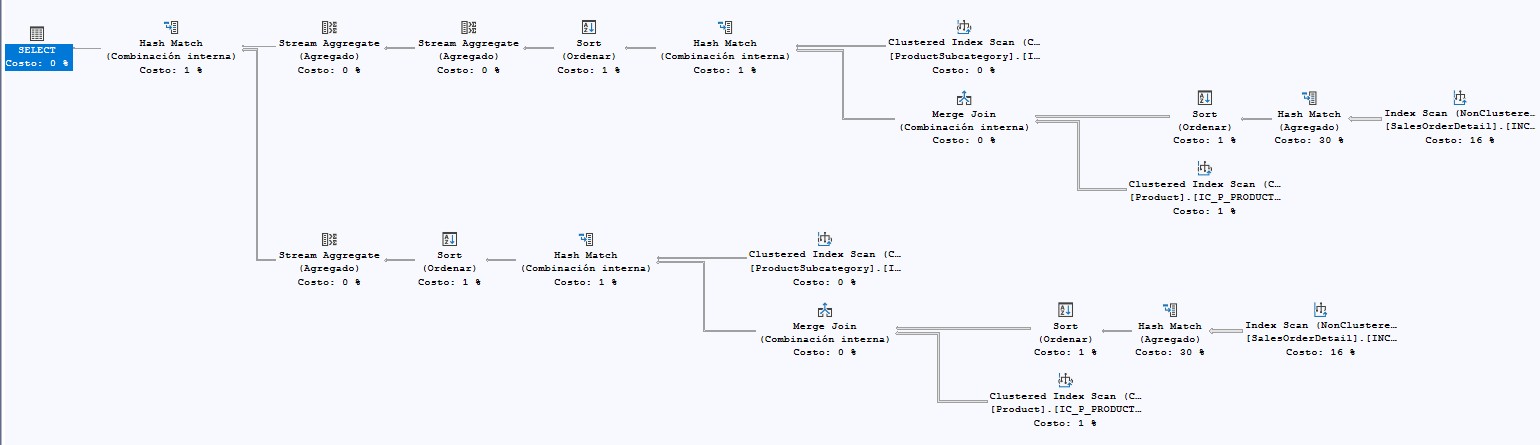 SELECT
Costo: 0 %
Hash Match
(Combinación interna)
Costo: 1 %
Stream Aggregate
(Agregado)
Costo: 0 %
Stream Aggregate
(Agregado)
Costo: 0 %
Sort
(Ordenar)
Costo: 1 %
Hash Match
(Combinación interna)
Costo: 1 %
Clustered Index Scan (C…
[ProductSubcategory].[I…
Costo: 0 %
Merge Join
(Combinación interna)
Costo: 0 %
Sort
(Ordenar)
Costo: 1 %
Hash Match
(Agregado)
Costo: 30 %
Index Scan (NonClustere…
[SalesOrderDetail].[INC…
Costo: 16 %
Clustered Index Scan (C…
[Product].[IC_P_PRODUCT…
Costo: 1 %
Stream Aggregate
(Agregado)
Costo: 0 %
Sort
(Ordenar)
Costo: 1 %
Hash Match
(Combinación interna)
Costo: 1 %
Clustered Index Scan (C…
[ProductSubcategory].[I…
Costo: 0 %
Merge Join
(Combinación interna)
Costo: 0 %
Sort
(Ordenar)
Costo: 1 %
Hash Match
(Agregado)
Costo: 30 %
Index Scan (NonClustere…
[SalesOrderDetail].[INC…
Costo: 16 %
Clustered Index Scan (C…
[Product].[IC_P_PRODUCT…
Costo: 1 %